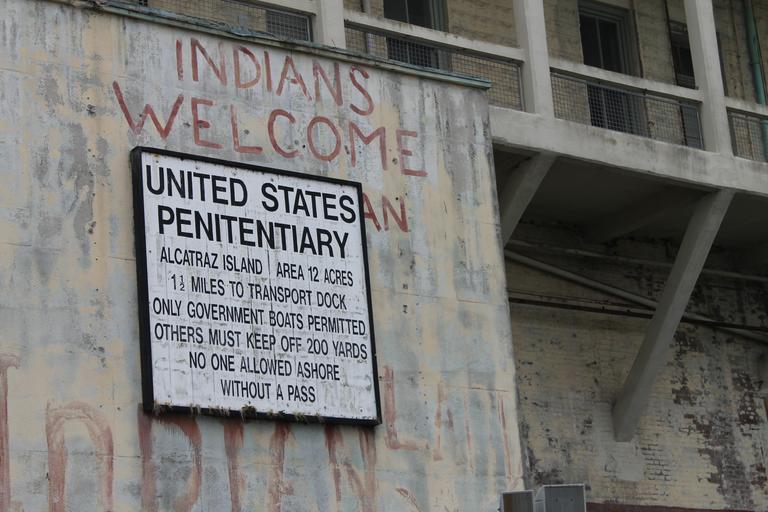 INDIANS
WELCOME
AN
UNITED STATES
PENITENTIARY
ALCATRAZ ISLAND AREA 12 ACRES
1½ MILES TO TRANSPORT DOCK
ONLY GOVERNMENT BOATS PERMITTED
OTHERS MUST KEEP OFF 200 YARDS
NO ONE ALLOWED ASHORE
WITHOUT A PASS